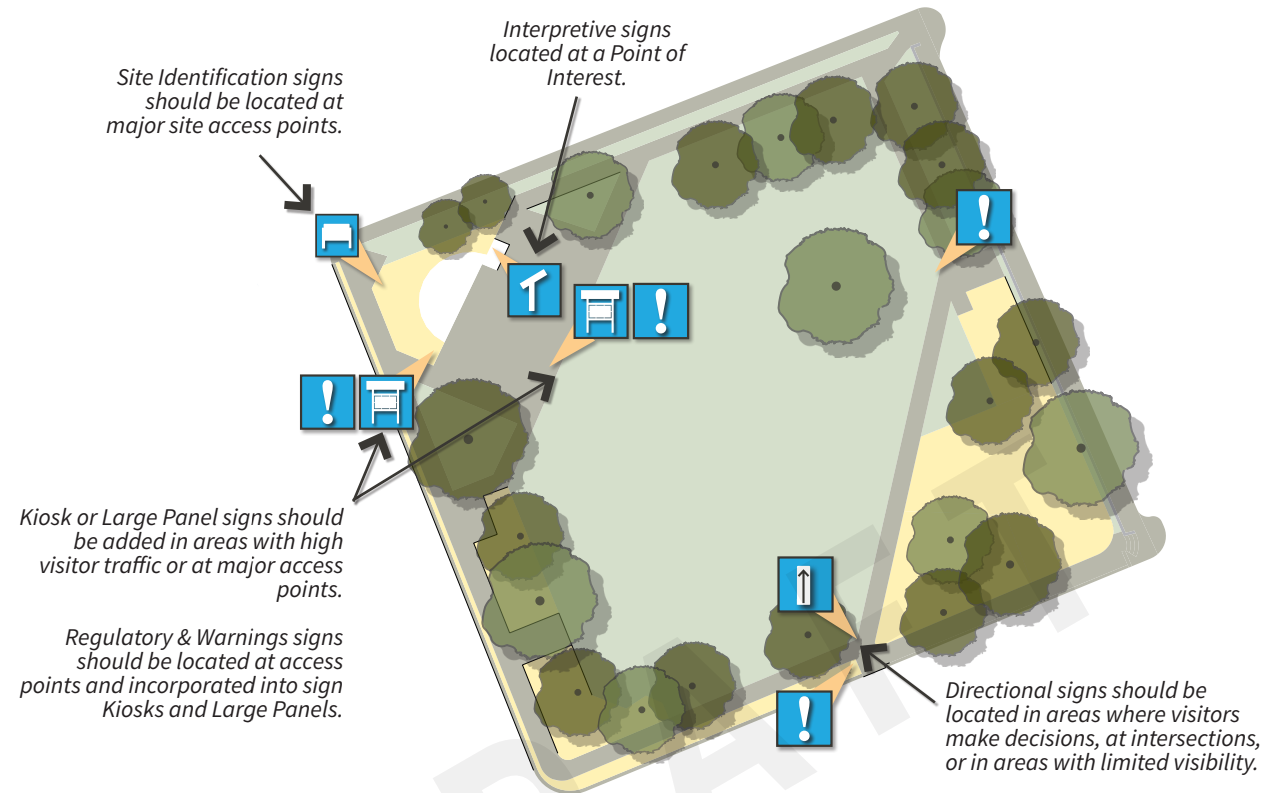 Interpretive signs
located at a Point of
Interest.
Site Identification signs
should be located at
major site access points.
Kiosk or Large Panel signs should
be added in areas with high
visitor traffic or at major access
points.
Regulatory & Warnings signs
should be located at access
points and incorporated into sign
Kiosks and Large Panels.
Directional signs should be
located in areas where visitors
make decisions, at intersections,
or in areas with limited visibility.
DRAFT